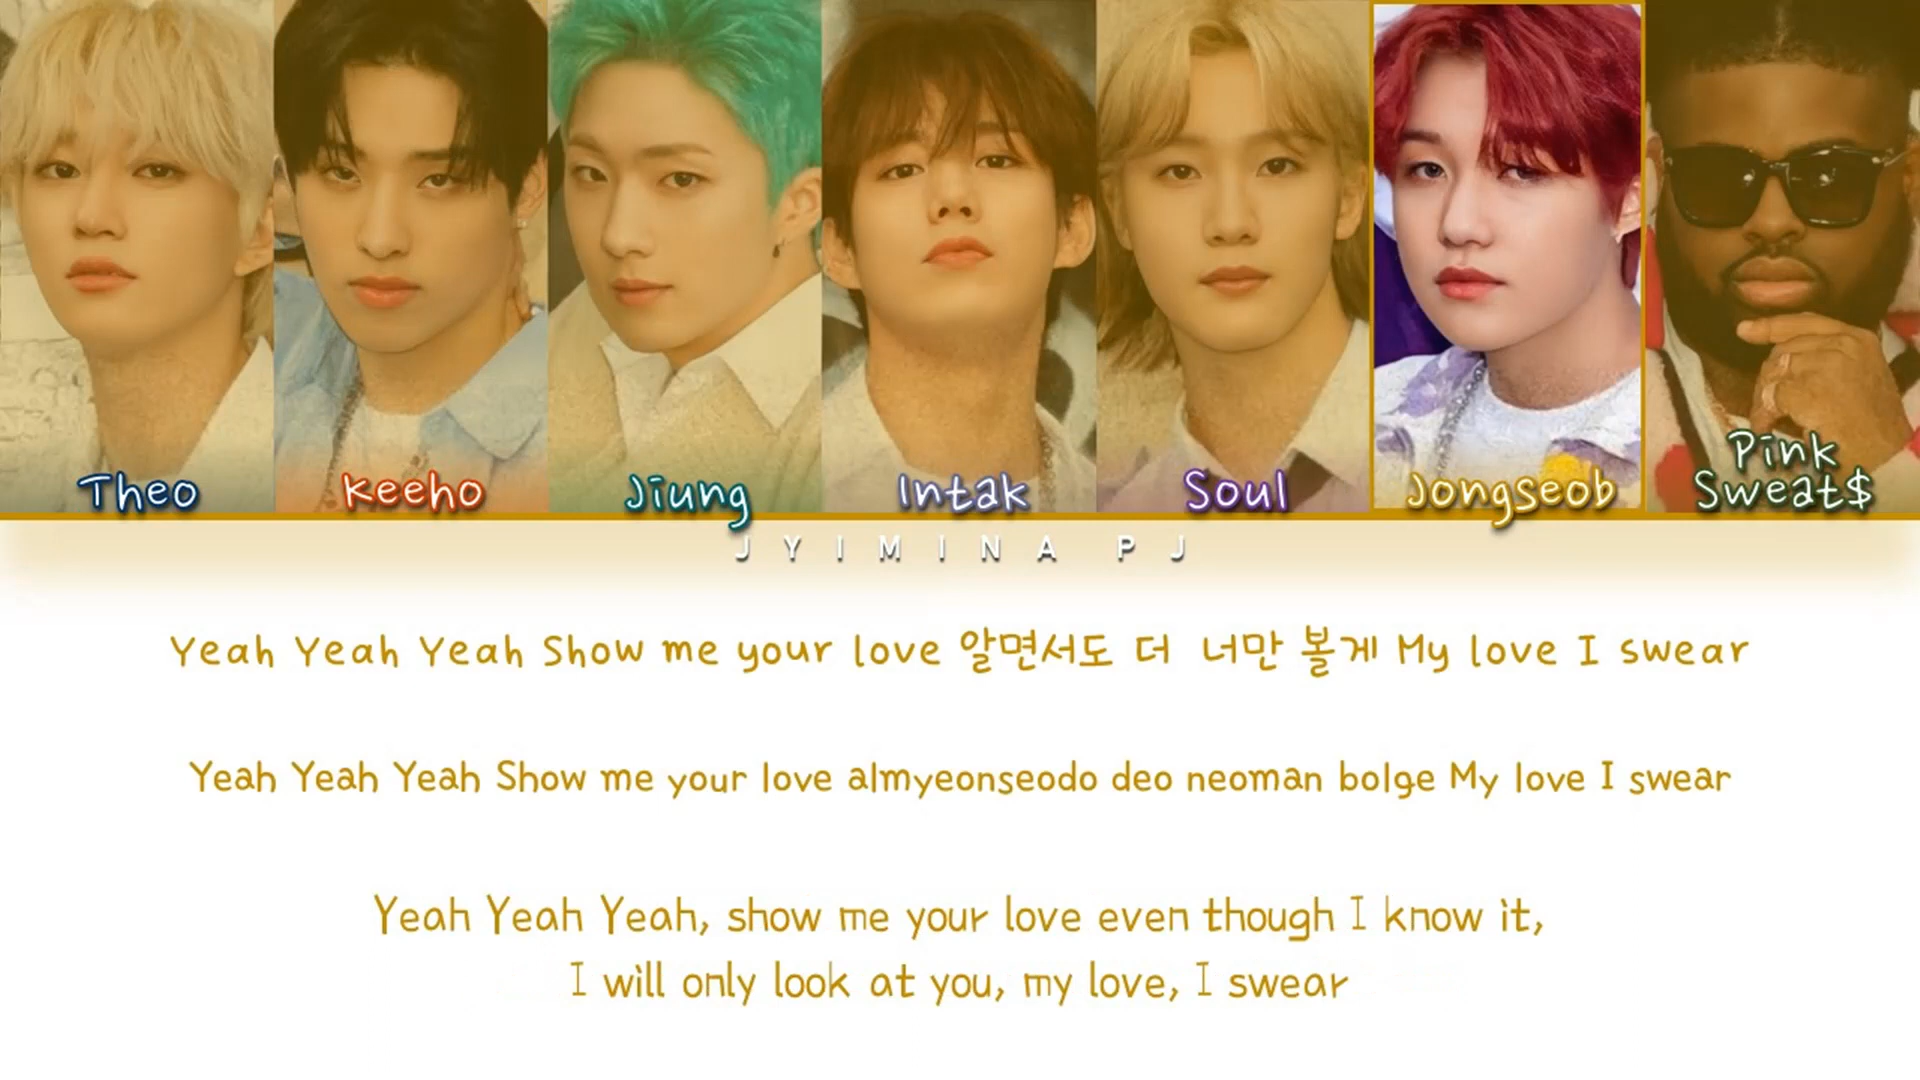 Theo Keeho Jiung Intak Soul Jongseob Pink Sweat$
JYIMINA PJ
Yeah Yeah Yeah Show me your love 알면서도 더 너만 볼게 My love I swear
Yeah Yeah Yeah Show me your love almyeonseodo deo neoman bolge My love I swear
Yeah Yeah Yeah, show me your love even though I know it,
I will only look at you, my love, I swear